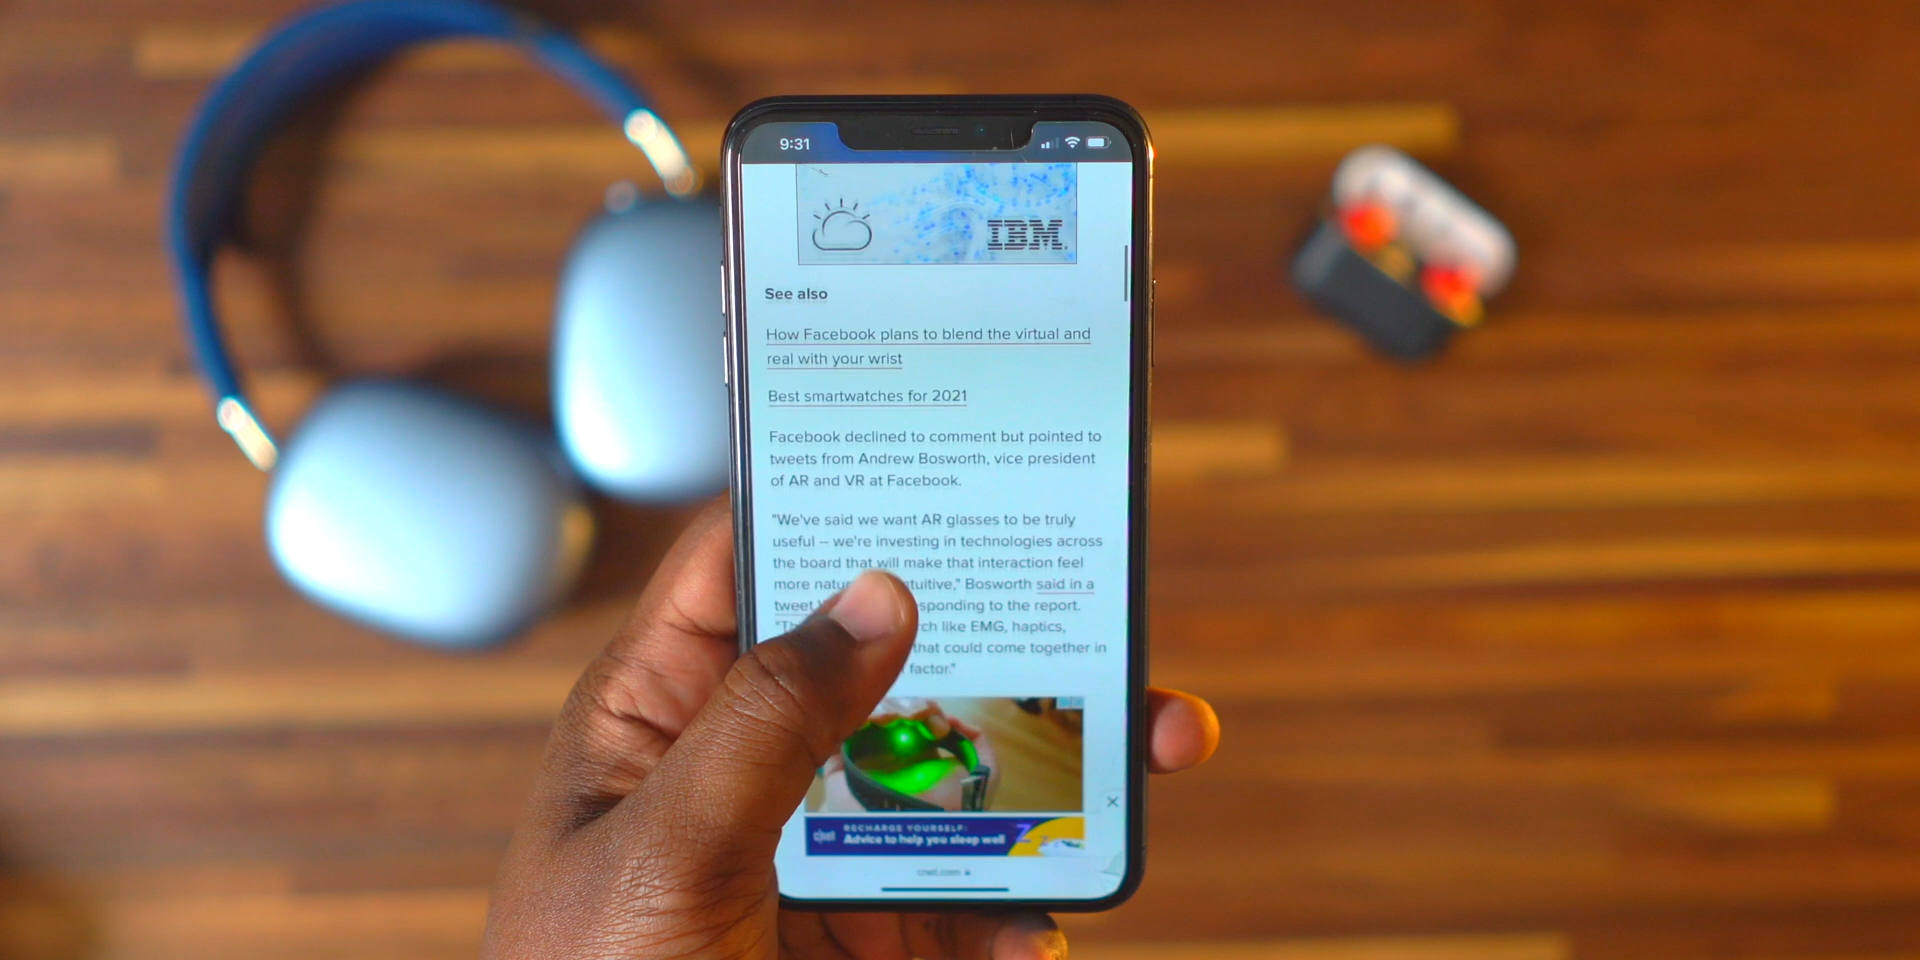 9:31
IBM.
See also
How Facebook plans to blend the virtual and
real with your wrist
Best smartwatches for 2021
Facebook declined to comment but pointed to
tweets from Andrew Bosworth, vice president
of AR and VR at Facebook.
"We've said we want AR glasses to be truly
useful – we're investing in technologies across
the board that will make that interaction feel
more intuitive," Bosworth said in a
tweet responding to the report.
like EMG, haptics,
that could come together in
factor."
cnet
RECHARGE YOURSELF:
Advice to help you sleep well
cnet.com